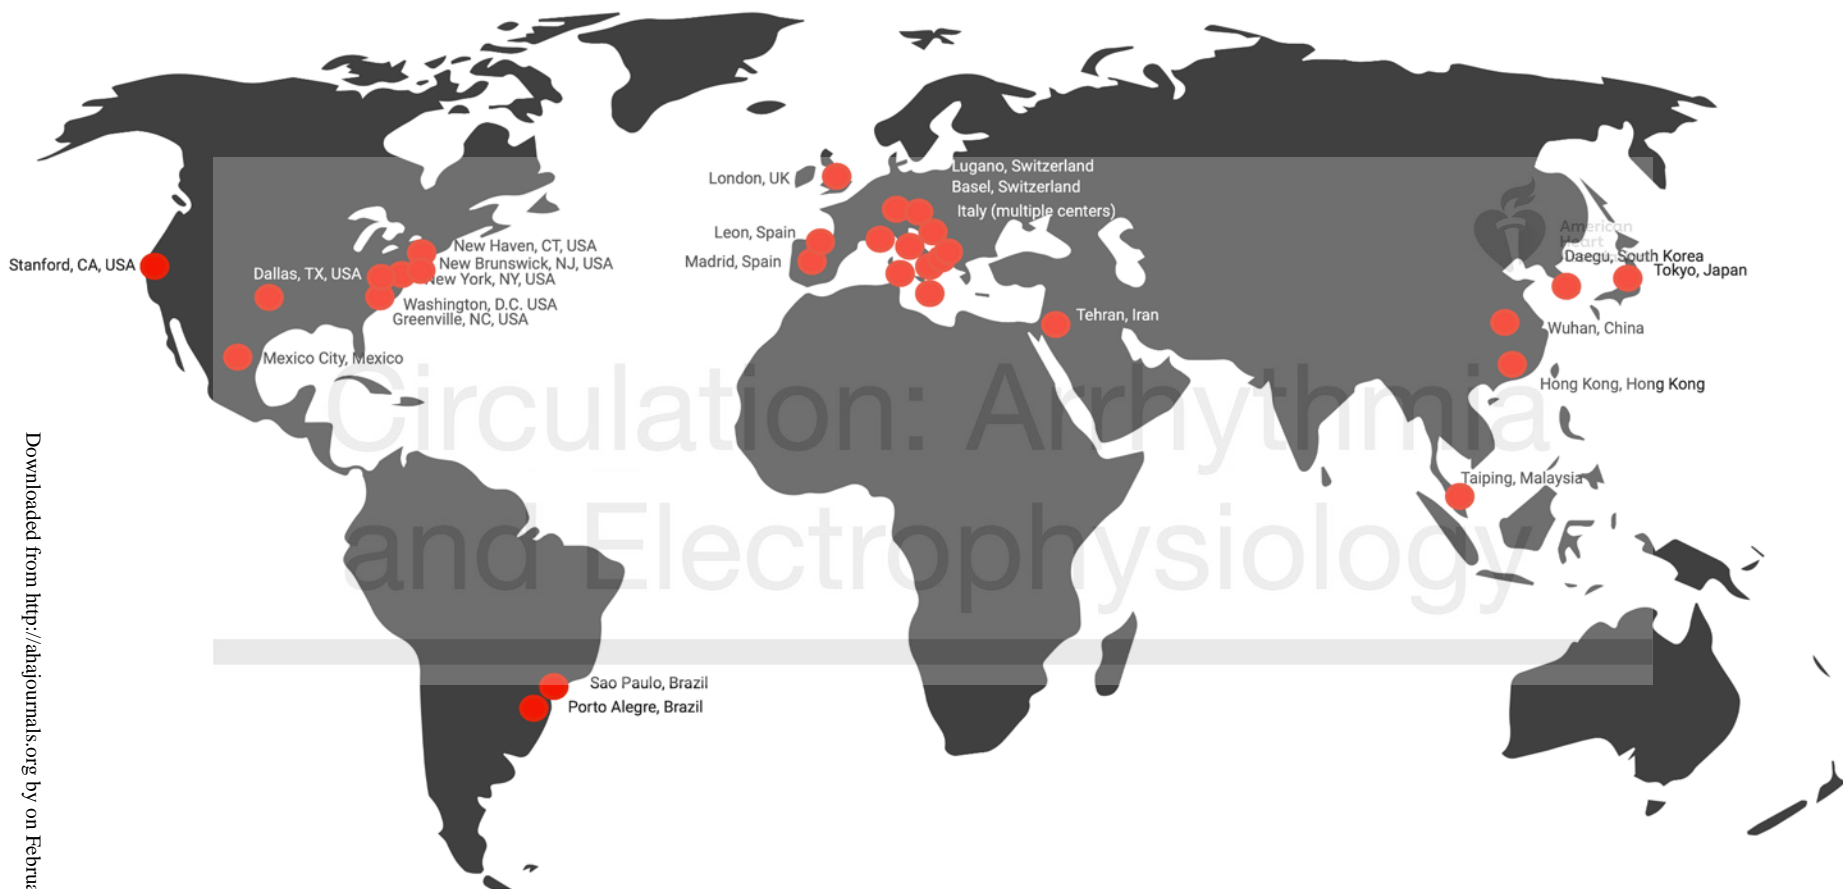 Lugano, Switzerland
Basel, Switzerland
Italy (multiple centers)
London, UK
Leon, Spain
Madrid, Spain
New Haven, CT, USA
New Brunswick, NJ, USA
New York, NY, USA
Stanford, CA, USA
Dallas, TX, USA
Washington, D.C. USA
Greenville, NC, USA
Mexico City, Mexico
American
Heart
Daegu, South Korea
Tokyo, Japan
Tehran, Iran
Wuhan, China
Hong Kong, Hong Kong
Circulation: Arrhythmia
and Electrophysiology
Taiping, Malaysia
Sao Paulo, Brazil
Porto Alegre, Brazil
Downloaded from http://ahajournals.org by on